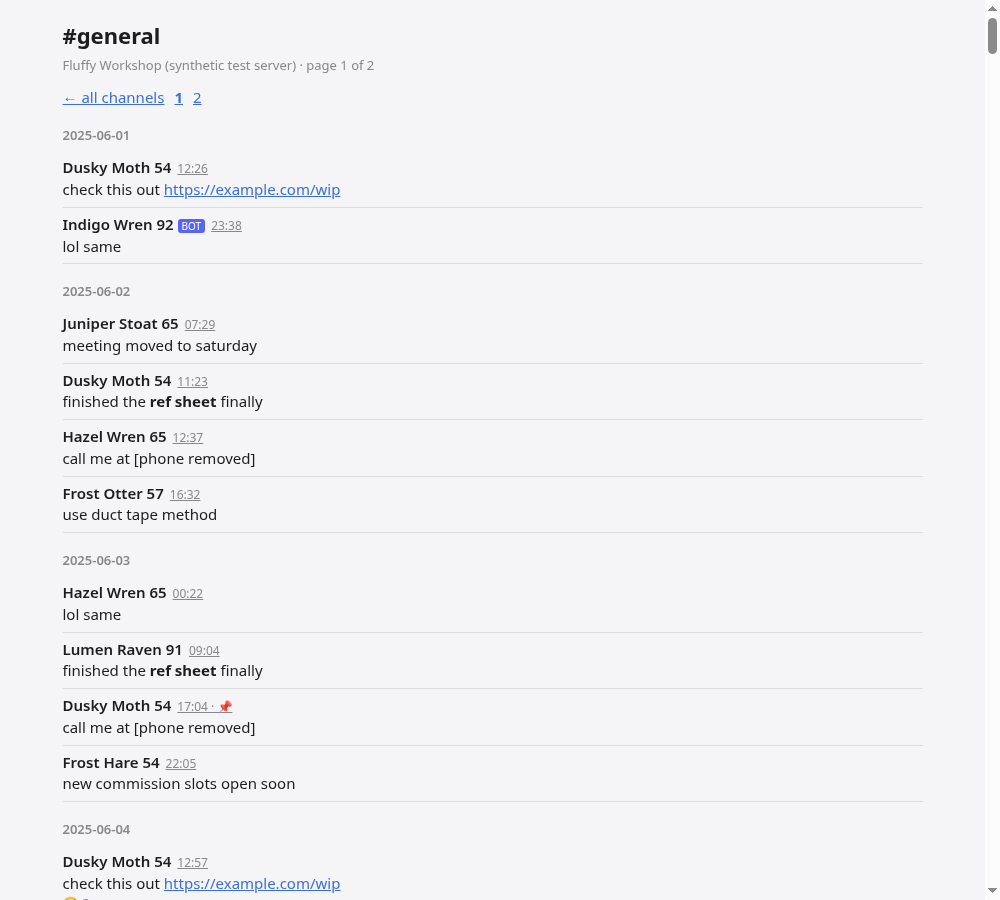 #general
Fluffy Workshop (synthetic test server) · page 1 of 2
← all channels 1 2
2025-06-01
Dusky Moth 54 12:26
check this out https://example.com/wip
Indigo Wren 92 BOT 23:38
lol same
2025-06-02
Juniper Stoat 65 07:29
meeting moved to saturday
Dusky Moth 54 11:23
finished the ref sheet finally
Hazel Wren 65 12:37
call me at [phone removed]
Frost Otter 57 16:32
use duct tape method
2025-06-03
Hazel Wren 65 00:22
lol same
Lumen Raven 91 09:04
finished the ref sheet finally
Dusky Moth 54 17:04 · 📌
call me at [phone removed]
Frost Hare 54 22:05
new commission slots open soon
2025-06-04
Dusky Moth 54 12:57
check this out https://example.com/wip